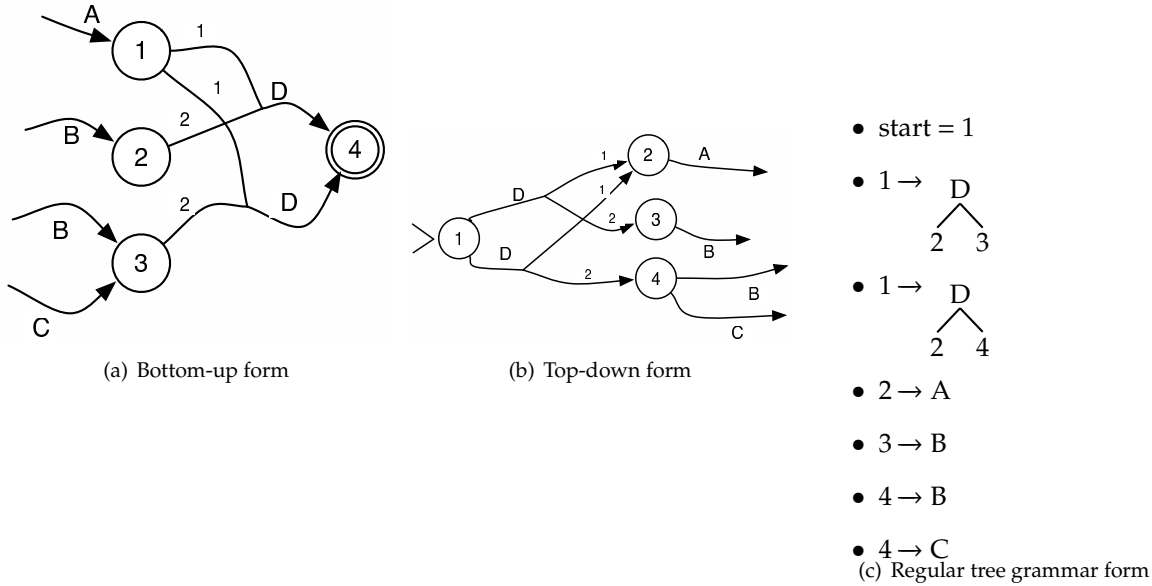 A
1
1
1
B
2
2
D
4
B
3
2
D
C
(a) Bottom-up form
1
D
D
1
2
1
2
2
3
4
A
B
B
C
(b) Top-down form
• start = 1
• 1 → D
2 3
• 1 → D
2 4
• 2 → A
• 3 → B
• 4 → B
• 4 → C
(c) Regular tree grammar form